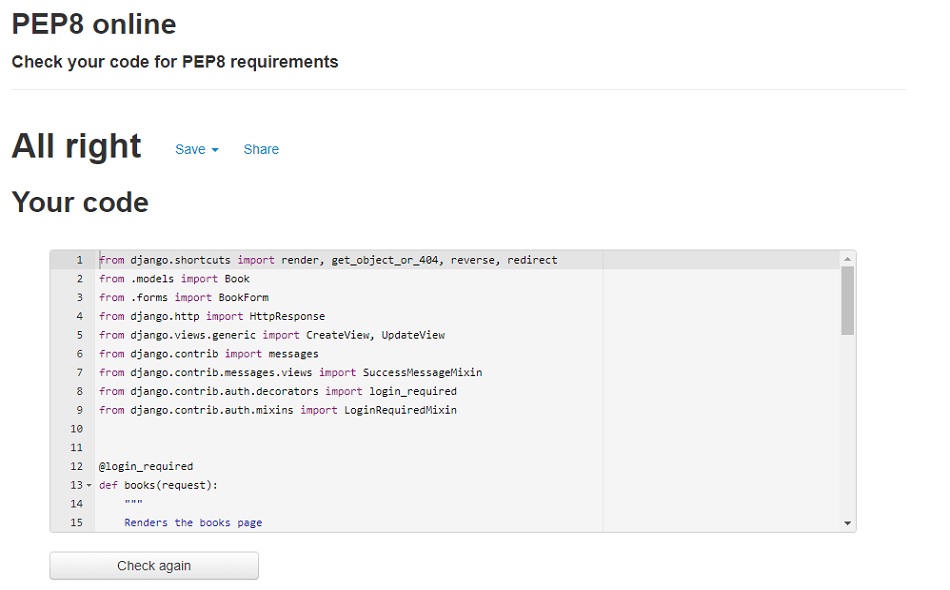 PEP8 online
Check your code for PEP8 requirements
All right Save Share
Your code
1 from django.shortcuts import render, get_object_or_404, reverse, redirect
2 from .models import Book
3 from .forms import BookForm
4 from django.http import HttpResponse
5 from django.views.generic import CreateView, UpdateView
6 from django.contrib import messages
7 from django.contrib.messages.views import SuccessMessageMixin
8 from django.contrib.auth.decorators import login_required
9 from django.contrib.auth.mixins import LoginRequiredMixin
10
11
12 @login_required
13 def books(request):
14 """
15 Renders the books page
Check again